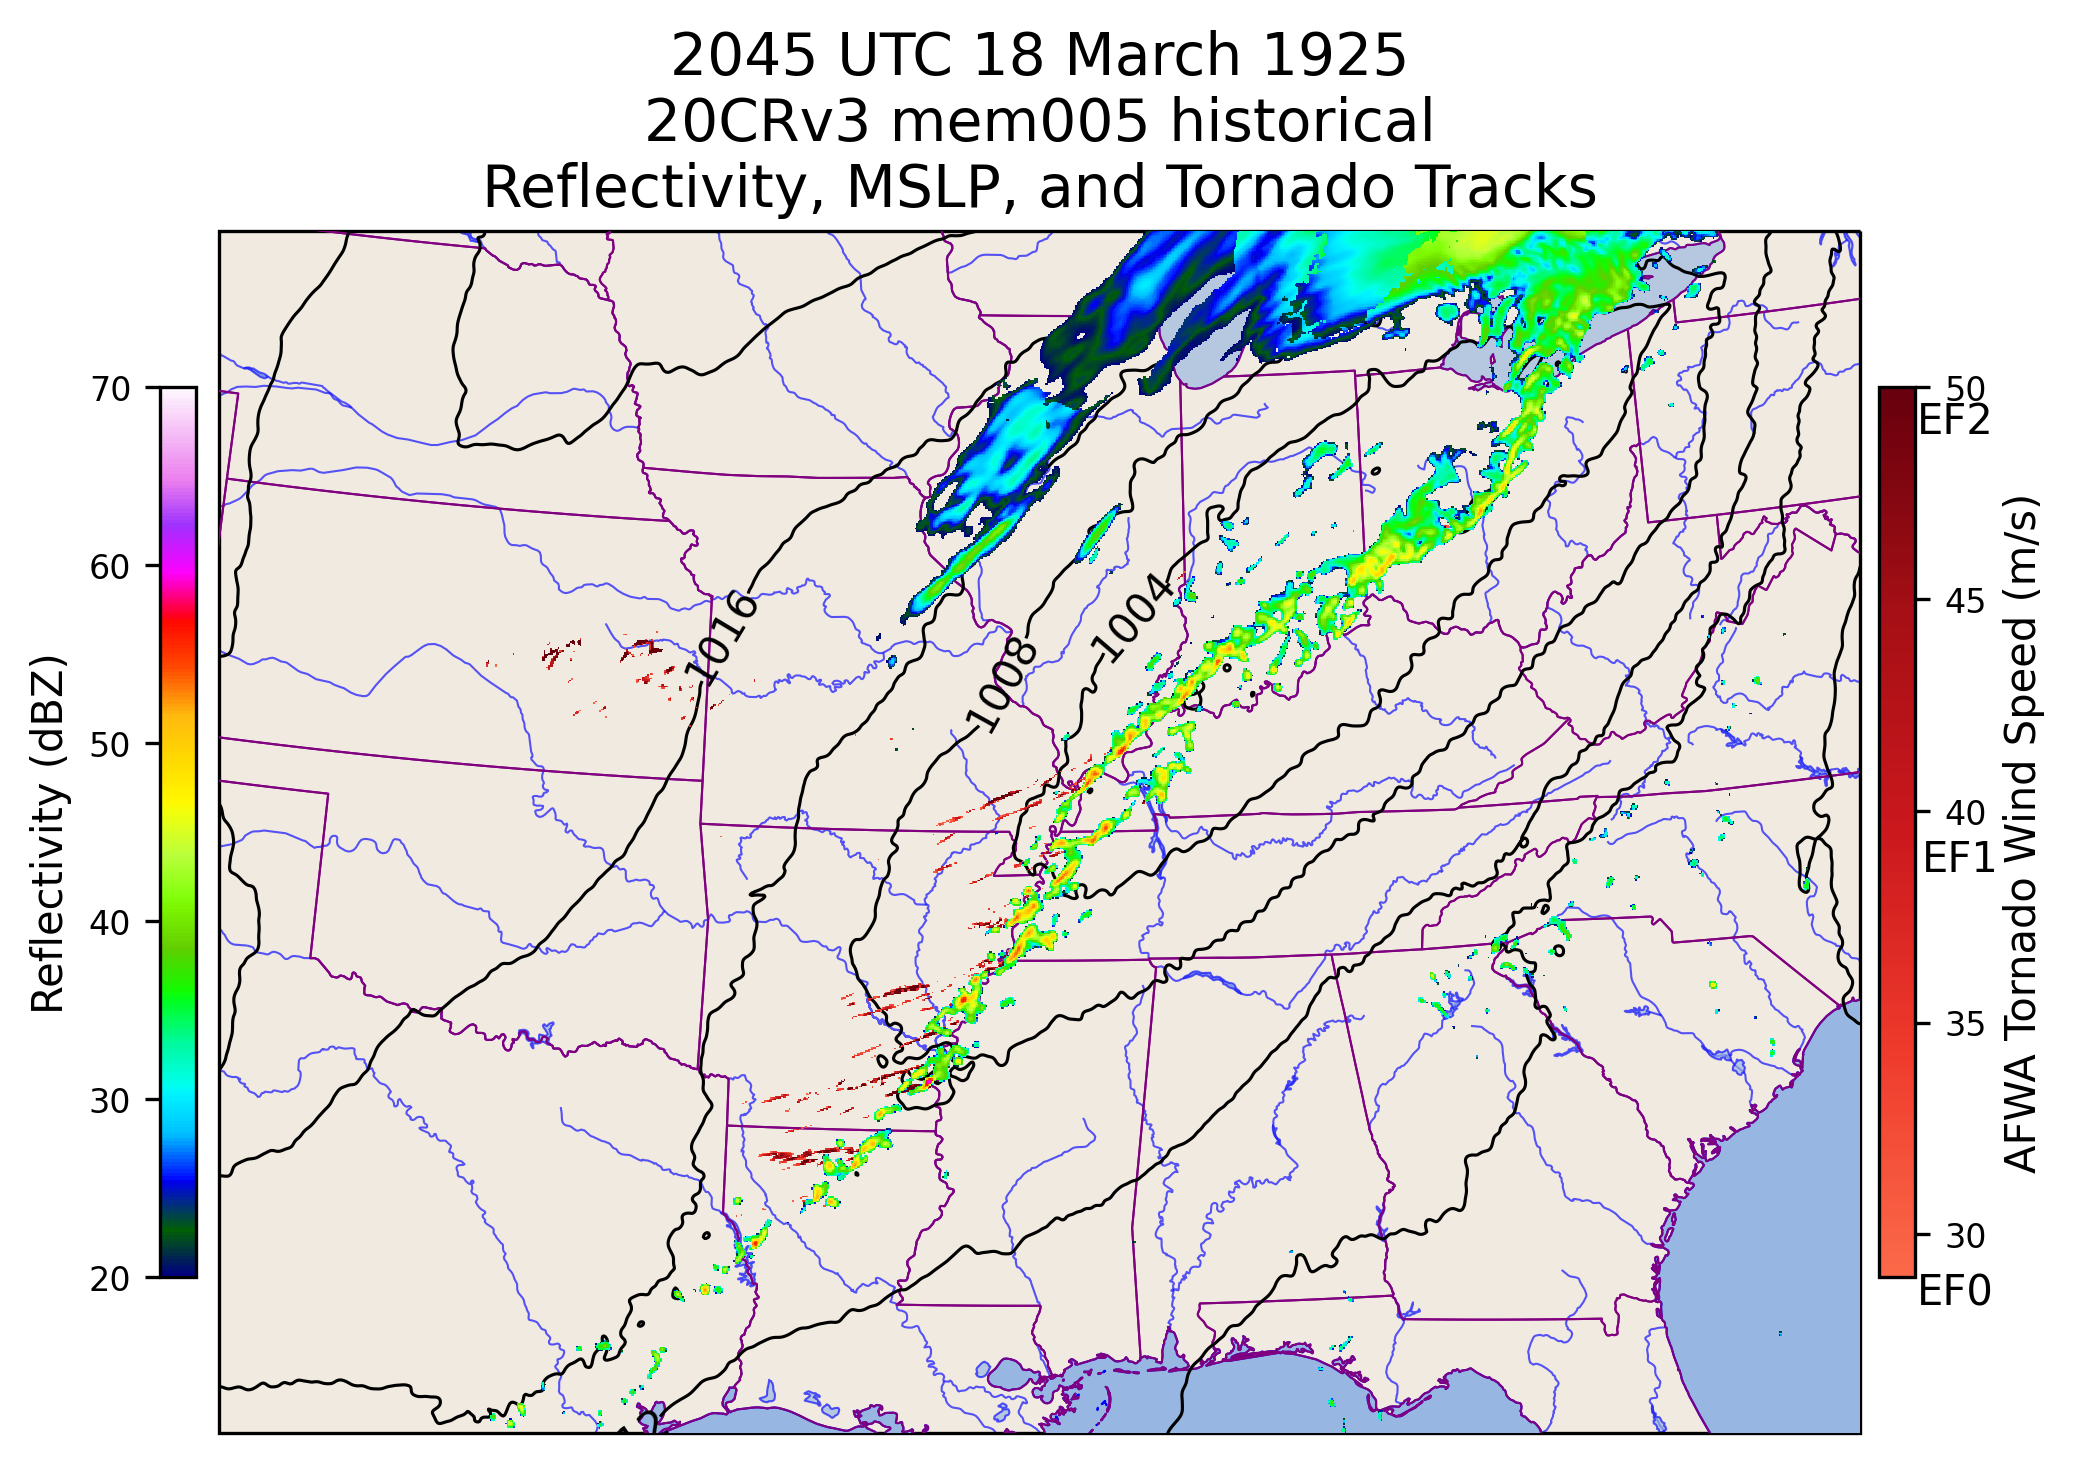 2045 UTC 18 March 1925
20CRv3 mem005 historical
Reflectivity, MSLP, and Tornado Tracks
Reflectivity (dBZ)
70
60
50
40
30
20
1016
1008
1004
50
EF2
45
40
EF1
35
30
EF0
AFWA Tornado Wind Speed (m/s)